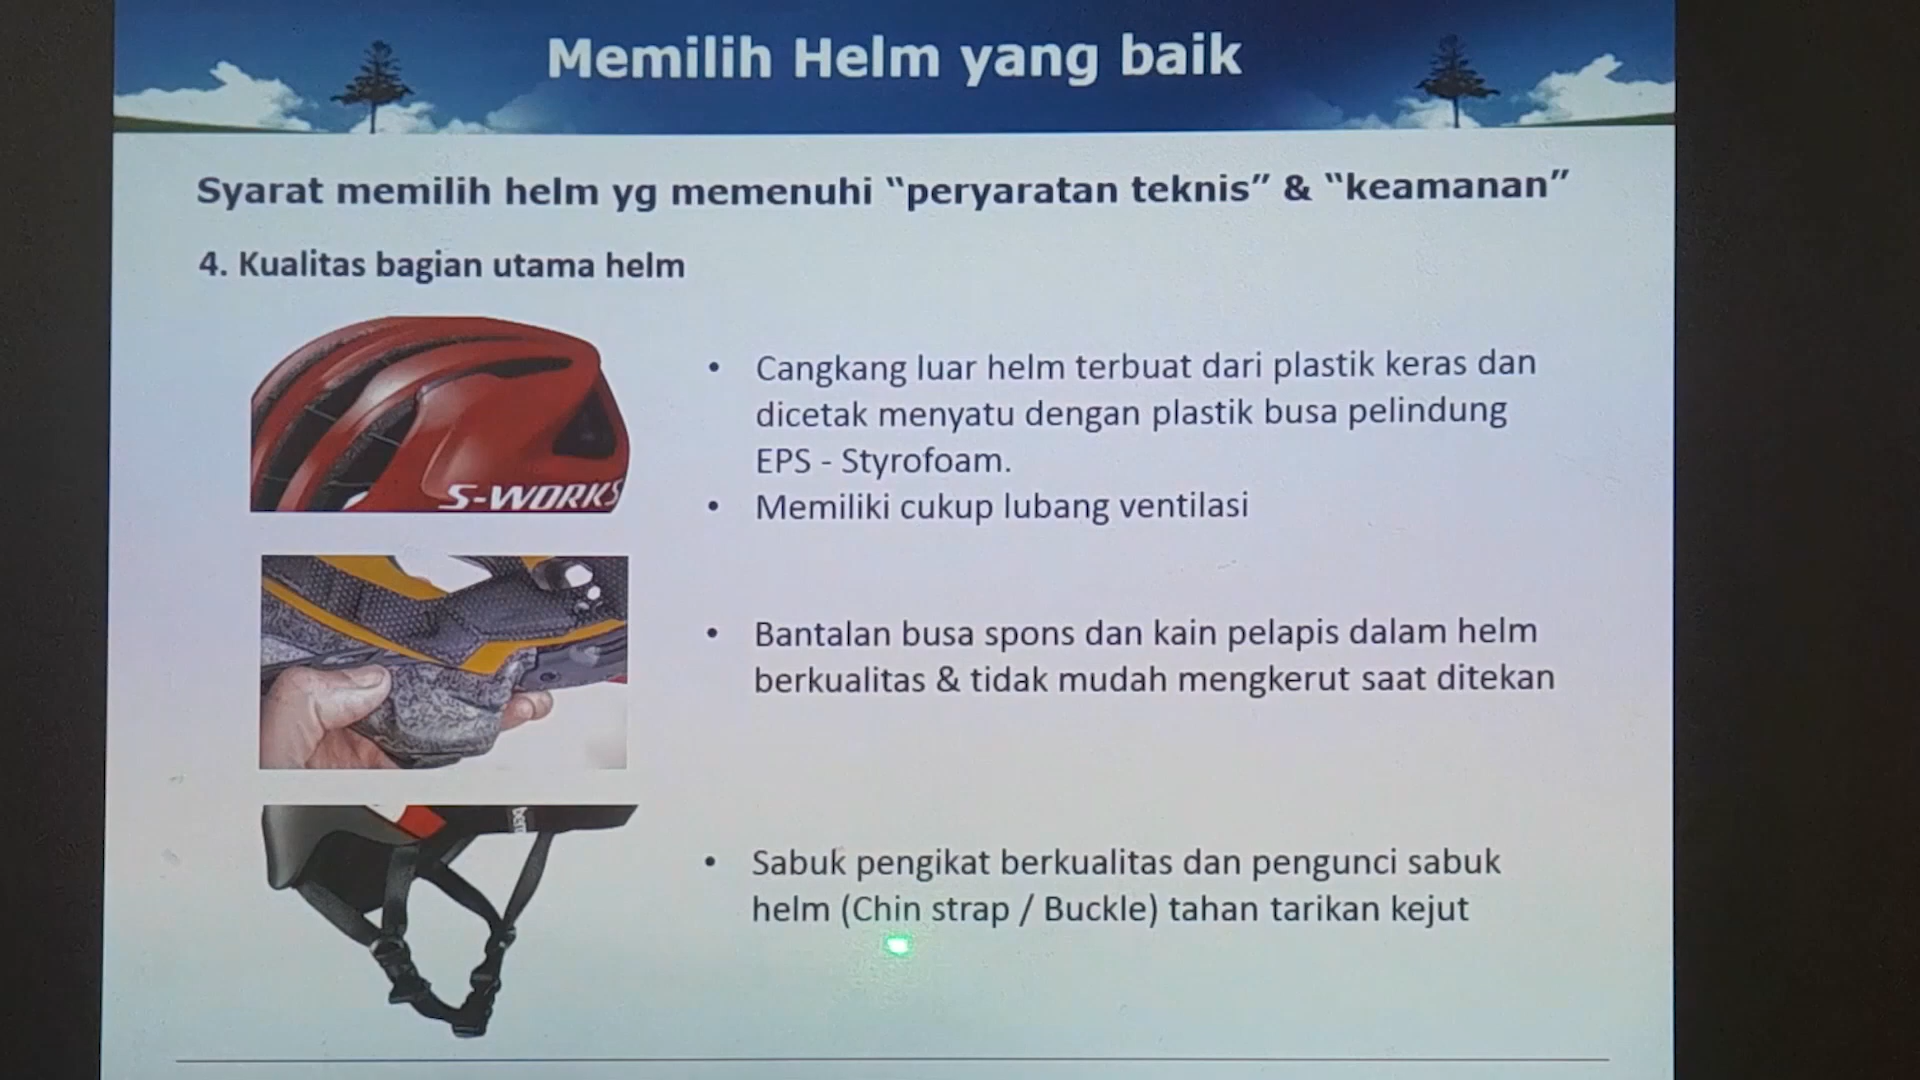 Memilih Helm yang baik
Syarat memilih helm yg memenuhi “peryaratan teknis” & “keamanan”
4. Kualitas bagian utama helm
S-WORKS
• Cangkang luar helm terbuat dari plastik keras dan
dicetak menyatu dengan plastik busa pelindung
EPS - Styrofoam.
• Memiliki cukup lubang ventilasi
• Bantalan busa spons dan kain pelapis dalam helm
berkualitas & tidak mudah mengkerut saat ditekan
• Sabuk pengikat berkualitas dan pengunci sabuk
helm (Chin strap / Buckle) tahan tarikan kejut